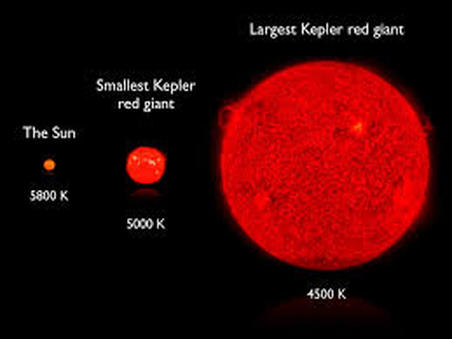 Largest Kepler red giant
Smallest Kepler
red giant
The Sun
5800 K
5000 K
4500 K